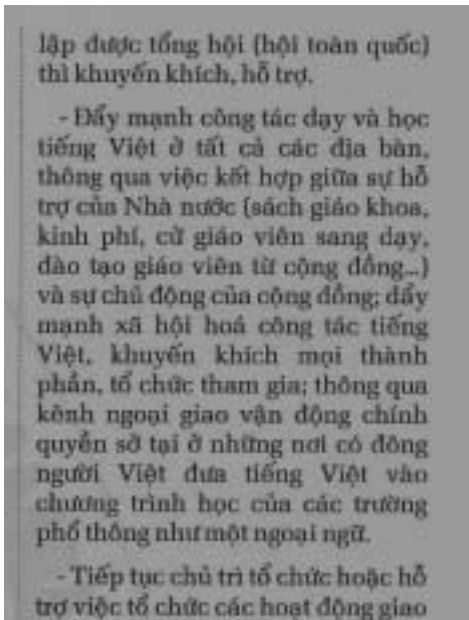 lập được tổng hội (hội toàn quốc)
thì khuyến khích, hỗ trợ.
- Đẩy mạnh công tác dạy và học
tiếng Việt ở tất cả các địa bàn,
thông qua việc kết hợp giữa sự hỗ
trợ của Nhà nước (sách giáo khoa,
kinh phí, cử giáo viên sang dạy,
đào tạo giáo viên từ cộng đồng...)
và sự chủ động của cộng đồng; đẩy
mạnh xã hội hoá công tác tiếng
Việt, khuyến khích mọi thành
phần, tổ chức tham gia; thông qua
kênh ngoại giao vận động chính
quyền sở tại ở những nơi có đông
người Việt đưa tiếng Việt vào
chương trình học của các trường
phổ thông như một ngoại ngữ.
- Tiếp tục chủ trì tổ chức hoặc hỗ
trợ việc tổ chức các hoạt động giao